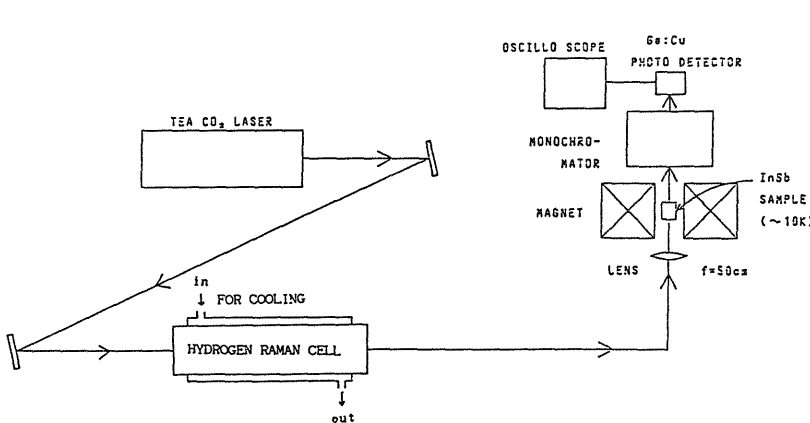 OSCILLO SCOPE
Ge:Cu
PHOTO DETECTOR
TEA CO₂ LASER
MONOCHRO-
MATOR
InSb
SAMPLE
(~10K)
MAGNET
LENS
f=50cm
in
FOR COOLING
HYDROGEN RAMAN CELL
out